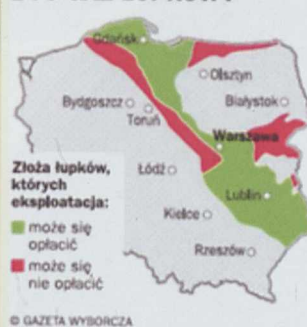 Gdańsk
Olsztyn
Bydgoszcz
Białystok
Toruń
Warszawa
Złoża łupków,
których
eksploatacja:
Łódź
może się
opłacić
Lublin
Kielce
może się
nie opłacić
Rzeszów
© GAZETA WYBORCZA